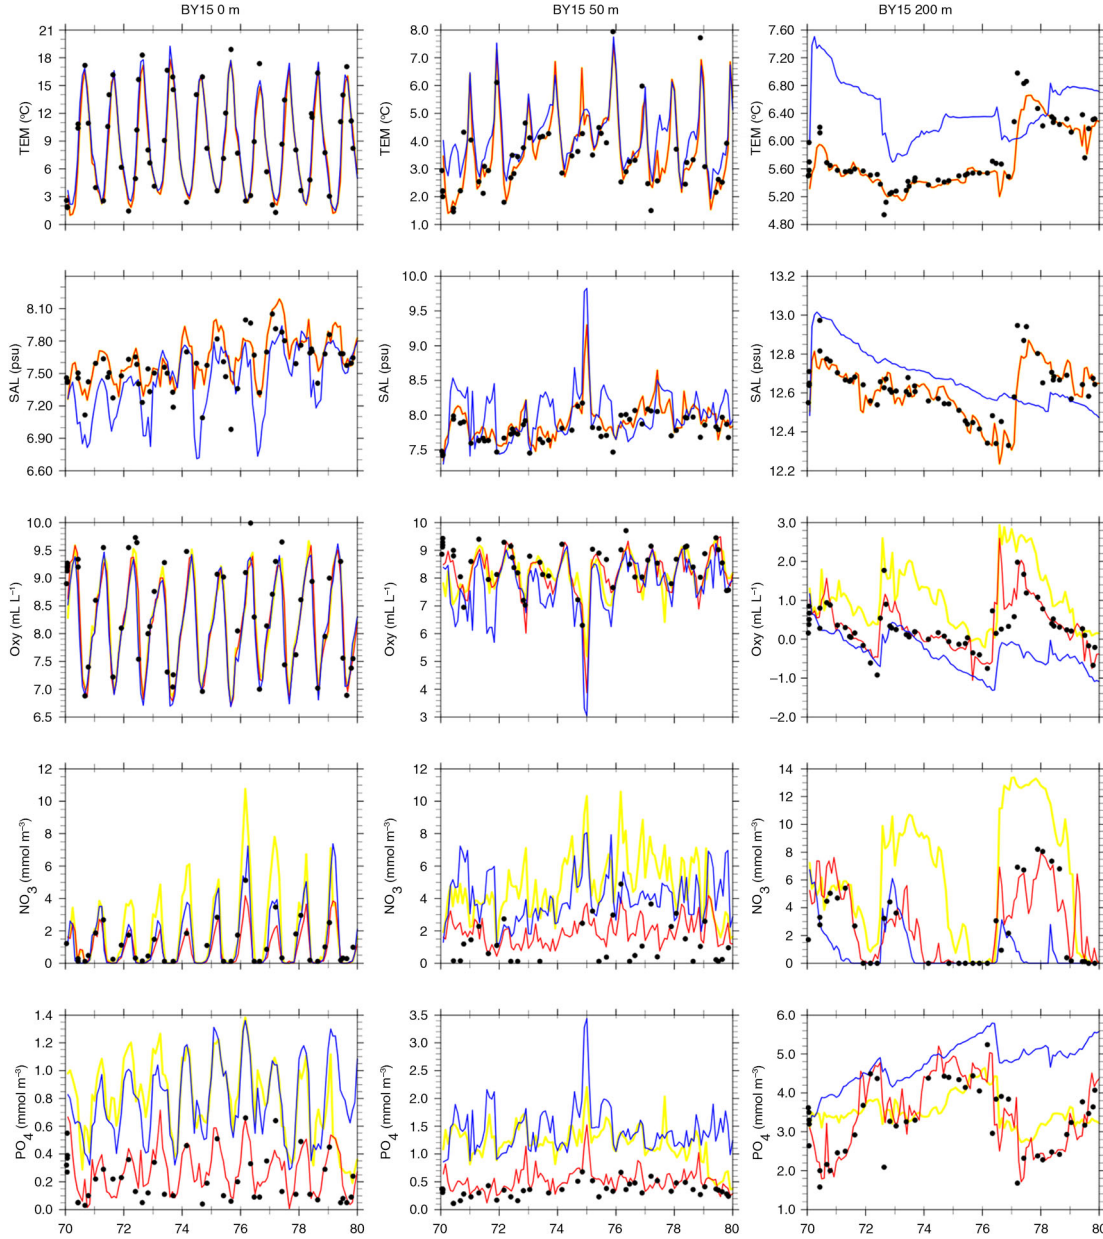 BY15 0 m BY15 50 m BY15 200 m
21 8.0 7.60
18 7.0
15 6.0 6.80
12 5.0
9 4.0 6.00
6 3.0
3 2.0 5.20
0 1.0 4.80
TEM (°C) TEM (°C) TEM (°C)
10.0 13.2
8.10 9.5 13.0
7.80 9.0
7.50 8.5 12.8
7.20 8.0 12.6
6.90 7.5 12.4
6.60 12.2
SAL (psu) SAL (psu) SAL (psu)
10.0 10 3.0
9.5 9 2.0
9.0 8
8.5 7 1.0
8.0 6 0.0
7.5 5
7.0 4 –1.0
6.5 3 –2.0
Oxy (mL L⁻¹) Oxy (mL L⁻¹) Oxy (mL L⁻¹)
12 12 14
10 10 12
8 8 10
6 6 8
4 4 6
2 2 4
0 0 2
0
NO₃ (mmol m⁻³) NO₃ (mmol m⁻³) NO₃ (mmol m⁻³)
1.4 3.5 6.0
1.2 3.0
1.0 2.5 5.0
0.8 2.0 4.0
0.6 1.5 3.0
0.4 1.0
0.2 0.5 2.0
0.0 0.0 1.0
PO₄ (mmol m⁻³) PO₄ (mmol m⁻³) PO₄ (mmol m⁻³)
70 72 74 76 78 80 70 72 74 76 78 80 70 72 74 76 78 80